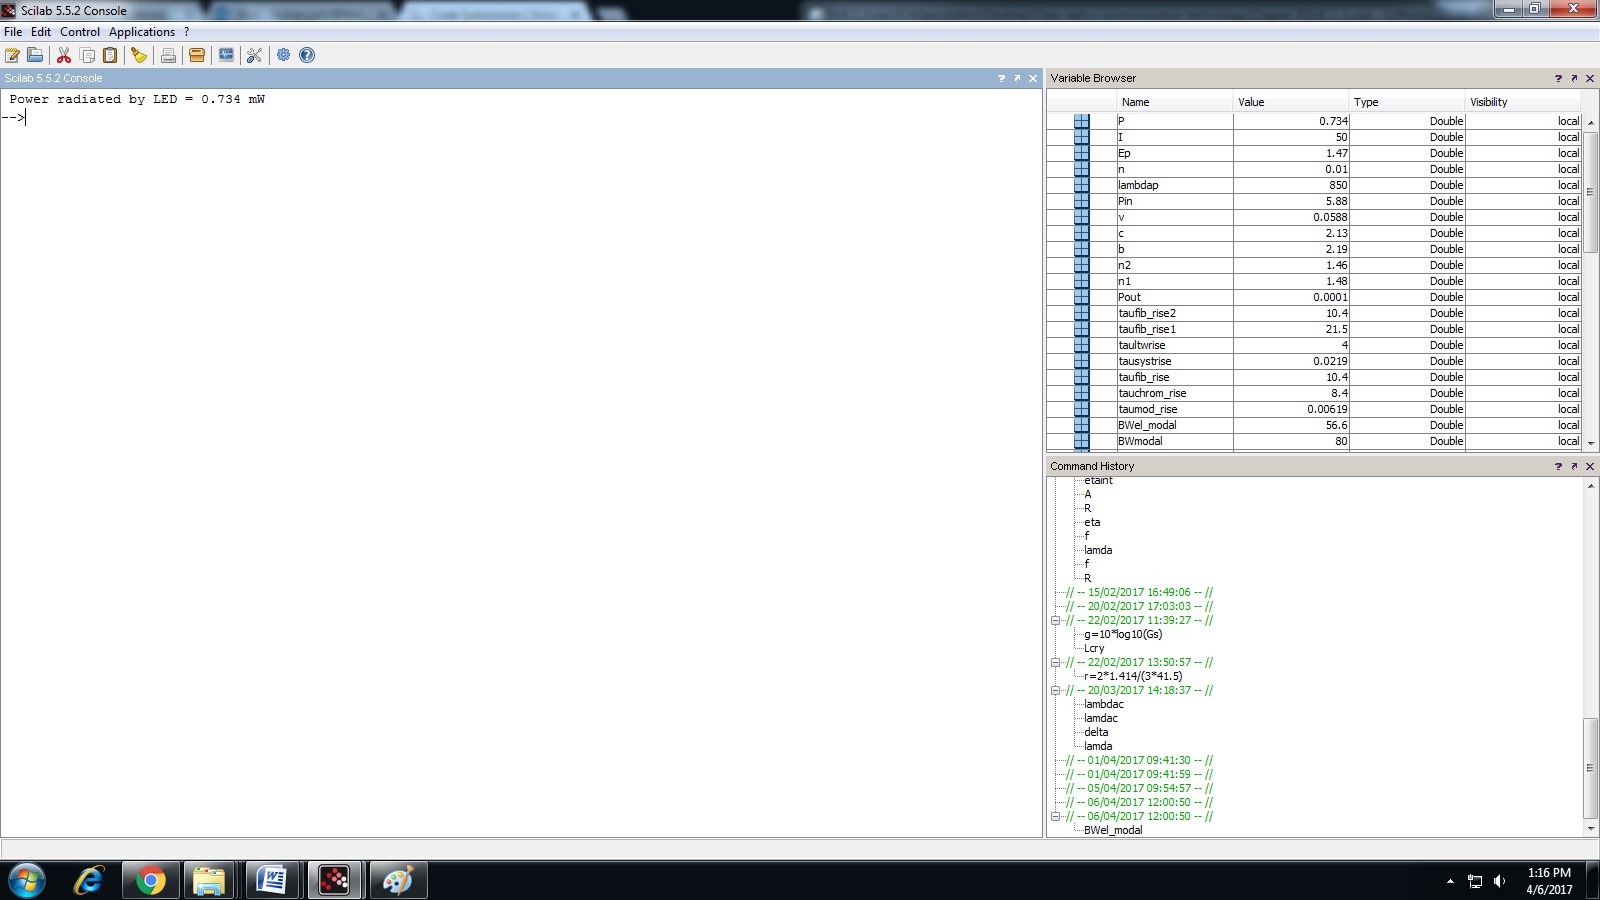 Scilab 5.5.2 Console
File Edit Control Applications ?
Scilab 5.5.2 Console
Power radiated by LED = 0.734 mW
-->
Variable Browser
Name Value Type Visibility
P 0.734 Double local
I 50 Double local
Ep 1.47 Double local
n 0.01 Double local
lambdap 850 Double local
Pin 5.88 Double local
v 0.0588 Double local
c 2.13 Double local
b 2.19 Double local
n2 1.46 Double local
n1 1.48 Double local
Pout 0.0001 Double local
taufib_rise2 10.4 Double local
taufib_rise1 21.5 Double local
taultwrise 4 Double local
tausystrise 0.0219 Double local
taufib_rise 10.4 Double local
tauchrom_rise 8.4 Double local
taumod_rise 0.00619 Double local
BWel_modal 56.6 Double local
BWmodal 80 Double local
Command History
etaint
A
R
eta
f
lamda
f
R
// -- 15/02/2017 16:49:06 -- //
// -- 20/02/2017 17:03:03 -- //
// -- 22/02/2017 11:39:27 -- //
g=10*log10(Gs)
Lcry
// -- 22/02/2017 13:50:57 -- //
r=2*1.414/(3*41.5)
// -- 20/03/2017 14:18:37 -- //
lambdac
lamdac
delta
lamda
// -- 01/04/2017 09:41:30 -- //
// -- 01/04/2017 09:41:59 -- //
// -- 05/04/2017 09:54:57 -- //
// -- 06/04/2017 12:00:50 -- //
// -- 06/04/2017 12:00:50 -- //
BWel_modal
1:16 PM
4/6/2017